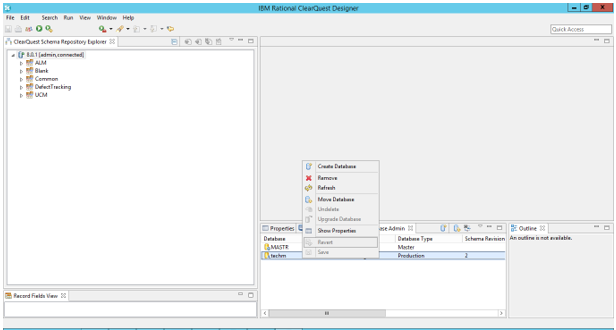 IBM Rational ClearQuest Designer
File Edit Search Run View Window Help
Quick Access
ClearQuest Schema Repository Explorer
8.0.1 [admin,connected]
ALM
Blank
Common
DefectTracking
UCM
Create Database
Remove
Refresh
Move Database
Undelete
Upgrade Database
Show Properties
Revert
Save
Properties
ase Admin
Outline
Database
Database Type
Schema Revision
An outline is not available.
MASTR
Master
techm
Production
2
Record Fields View